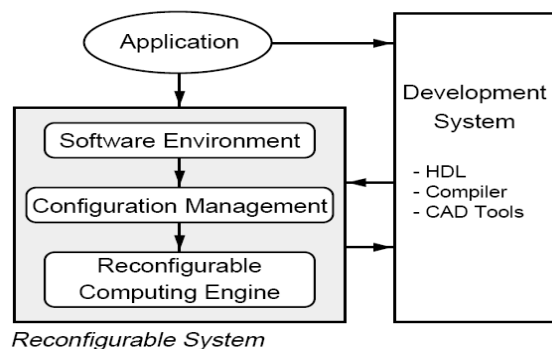 Application
Software Environment
Configuration Management
Reconfigurable
Computing Engine
Reconfigurable System
Development
System
- HDL
- Compiler
- CAD Tools